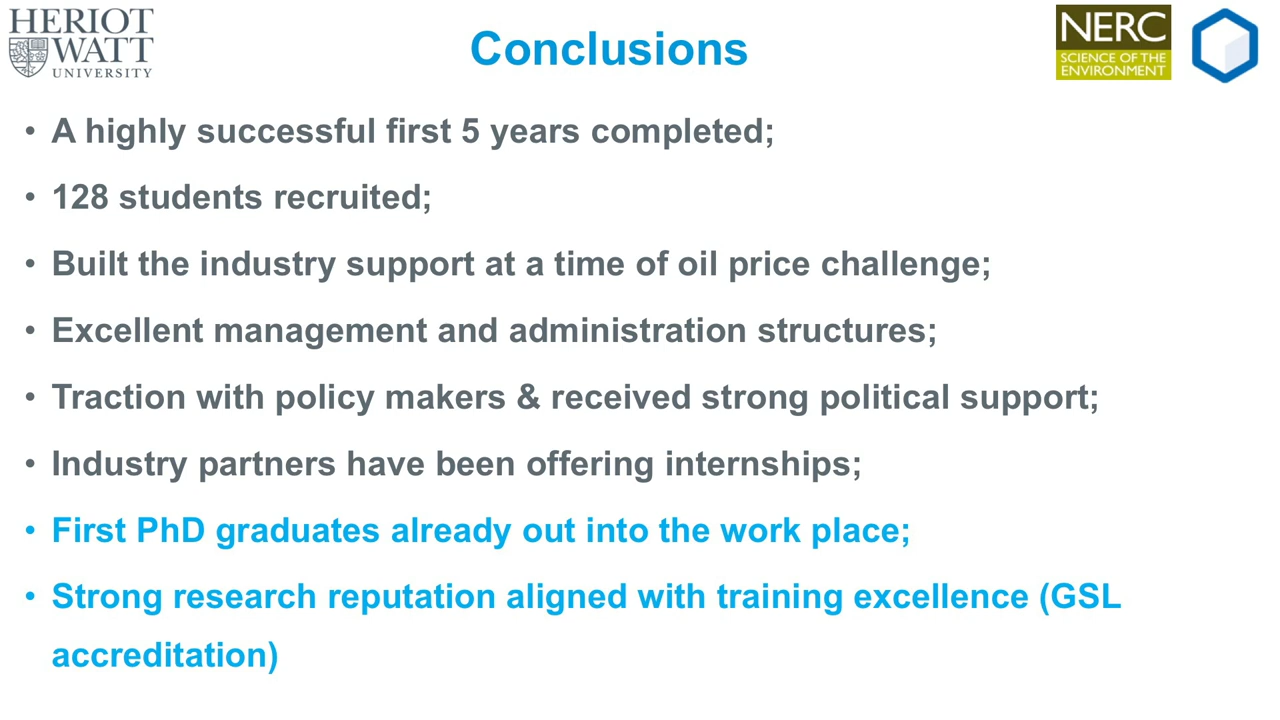 HERIOT
WATT
UNIVERSITY
Conclusions
NERC
SCIENCE OF THE
ENVIRONMENT
• A highly successful first 5 years completed;
• 128 students recruited;
• Built the industry support at a time of oil price challenge;
• Excellent management and administration structures;
• Traction with policy makers & received strong political support;
• Industry partners have been offering internships;
• First PhD graduates already out into the work place;
• Strong research reputation aligned with training excellence (GSL
accreditation)